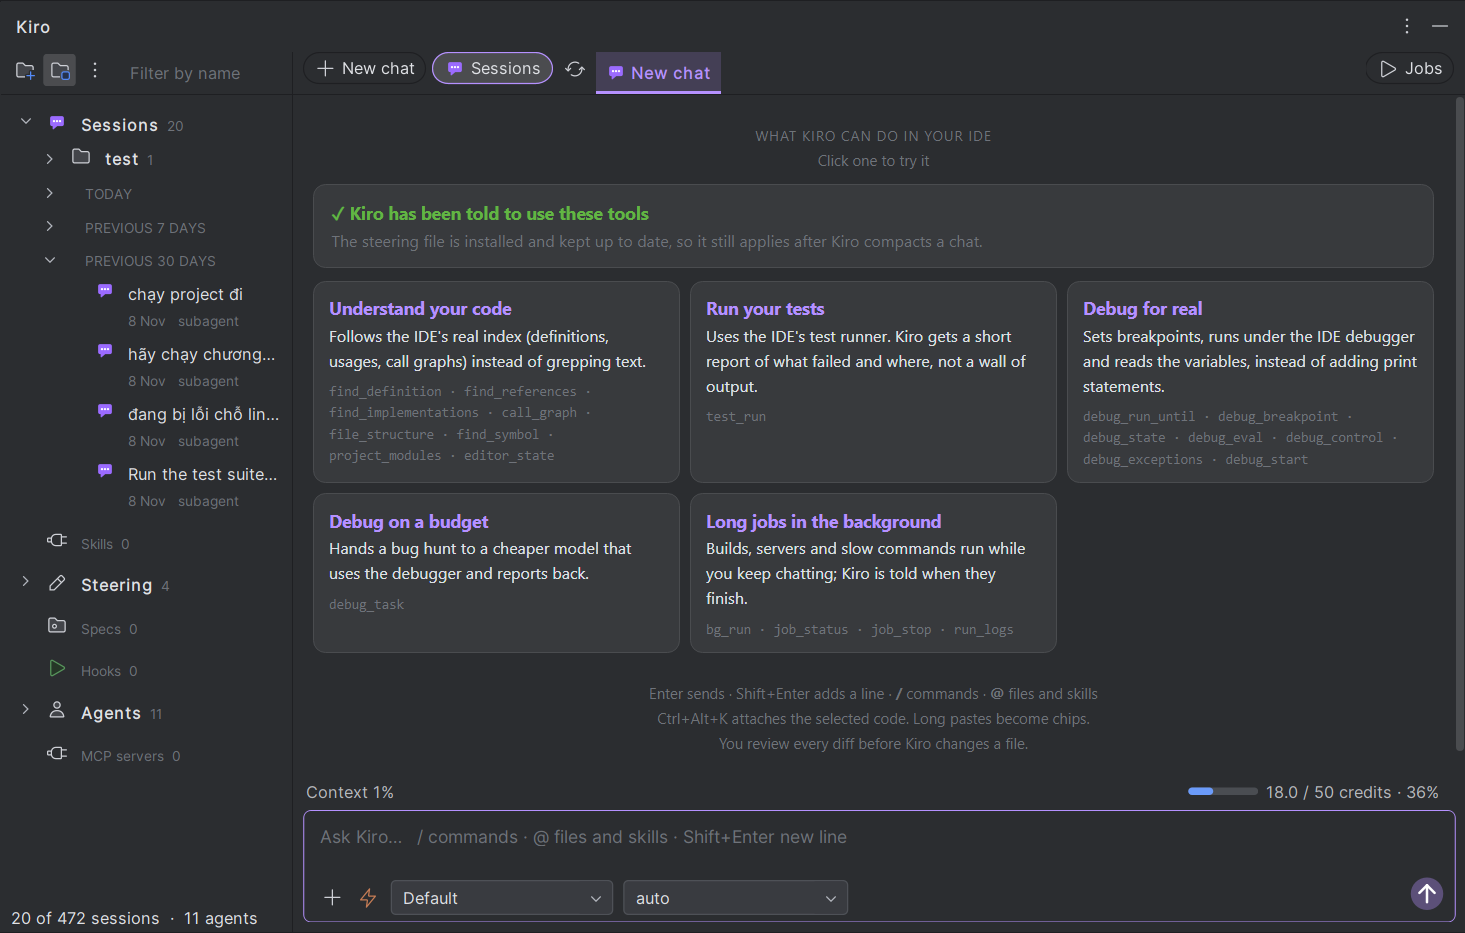 Kiro
Filter by name
New chat
Sessions
New chat
Jobs
Sessions 20
test 1
TODAY
PREVIOUS 7 DAYS
PREVIOUS 30 DAYS
chạy project đi
8 Nov subagent
hãy chạy chương...
8 Nov subagent
đang bị lỗi chỗ lin...
8 Nov subagent
Run the test suite...
8 Nov subagent
Skills 0
Steering 4
Specs 0
Hooks 0
Agents 11
MCP servers 0
20 of 472 sessions · 11 agents
WHAT KIRO CAN DO IN YOUR IDE
Click one to try it
✓ Kiro has been told to use these tools
The steering file is installed and kept up to date, so it still applies after Kiro compacts a chat.
Understand your code
Follows the IDE's real index (definitions,
usages, call graphs) instead of grepping text.
find_definition · find_references ·
find_implementations · call_graph ·
file_structure · find_symbol ·
project_modules · editor_state
Run your tests
Uses the IDE's test runner. Kiro gets a short
report of what failed and where, not a wall of
output.
test_run
Debug for real
Sets breakpoints, runs under the IDE debugger
and reads the variables, instead of adding print
statements.
debug_run_until · debug_breakpoint ·
debug_state · debug_eval · debug_control ·
debug_exceptions · debug_start
Debug on a budget
Hands a bug hunt to a cheaper model that
uses the debugger and reports back.
debug_task
Long jobs in the background
Builds, servers and slow commands run while
you keep chatting; Kiro is told when they
finish.
bg_run · job_status · job_stop · run_logs
Enter sends · Shift+Enter adds a line · / commands · @ files and skills
Ctrl+Alt+K attaches the selected code. Long pastes become chips.
You review every diff before Kiro changes a file.
Context 1%
18.0 / 50 credits · 36%
Ask Kiro... / commands · @ files and skills · Shift+Enter new line
Default
auto